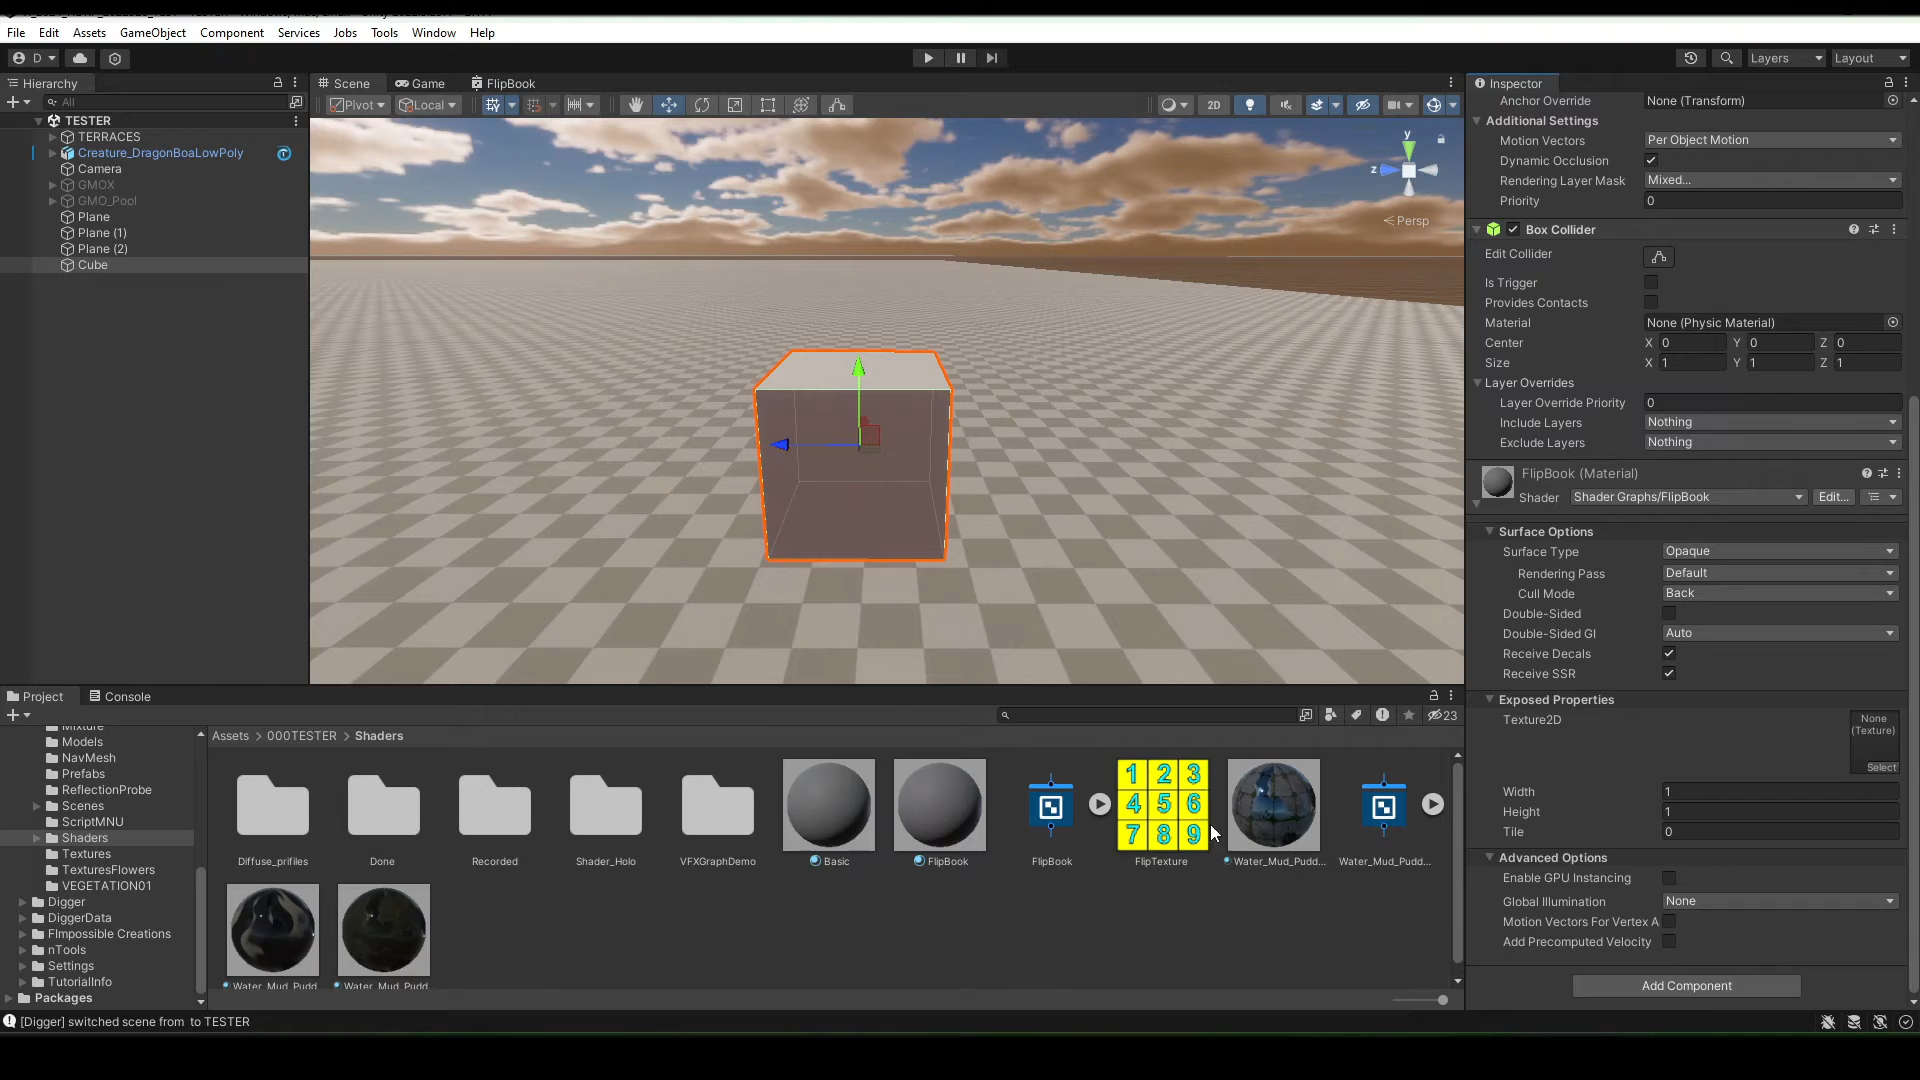 File Edit Assets GameObject Component Services Jobs Tools Window Help
D Layers Layout
Hierarchy
All
TESTER
TERRACES
Creature_DragonBoaLowPoly
Camera
GMOX
GMO_Pool
Plane
Plane (1)
Plane (2)
Cube
Scene Game FlipBook
Pivot Local 2D
y
z
Persp
Inspector
Anchor Override None (Transform)
Additional Settings
Motion Vectors Per Object Motion
Dynamic Occlusion
Rendering Layer Mask Mixed...
Priority 0
Box Collider
Edit Collider
Is Trigger
Provides Contacts
Material None (Physic Material)
Center X 0 Y 0 Z 0
Size X 1 Y 1 Z 1
Layer Overrides
Layer Override Priority 0
Include Layers Nothing
Exclude Layers Nothing
FlipBook (Material)
Shader Shader Graphs/FlipBook Edit...
Surface Options
Surface Type Opaque
Rendering Pass Default
Cull Mode Back
Double-Sided
Double-Sided GI Auto
Receive Decals
Receive SSR
Exposed Properties
Texture2D None
(Texture)
Select
Width 1
Height 1
Tile 0
Advanced Options
Enable GPU Instancing
Global Illumination None
Motion Vectors For Vertex A
Add Precomputed Velocity
Add Component
Project Console
23
Mixture
Models
NavMesh
Prefabs
ReflectionProbe
Scenes
ScriptMNU
Shaders
Textures
TexturesFlowers
VEGETATION01
Digger
DiggerData
FImpossible Creations
nTools
Settings
TutorialInfo
Packages
Assets > 000TESTER > Shaders
1 2 3
4 5 6
7 8 9
Diffuse_prifiles Done Recorded Shader_Holo VFXGraphDemo Basic FlipBook FlipBook FlipTexture Water_Mud_Pudd... Water_Mud_Pudd...
Water_Mud_Pudd Water_Mud_Pudd
[Digger] switched scene from to TESTER